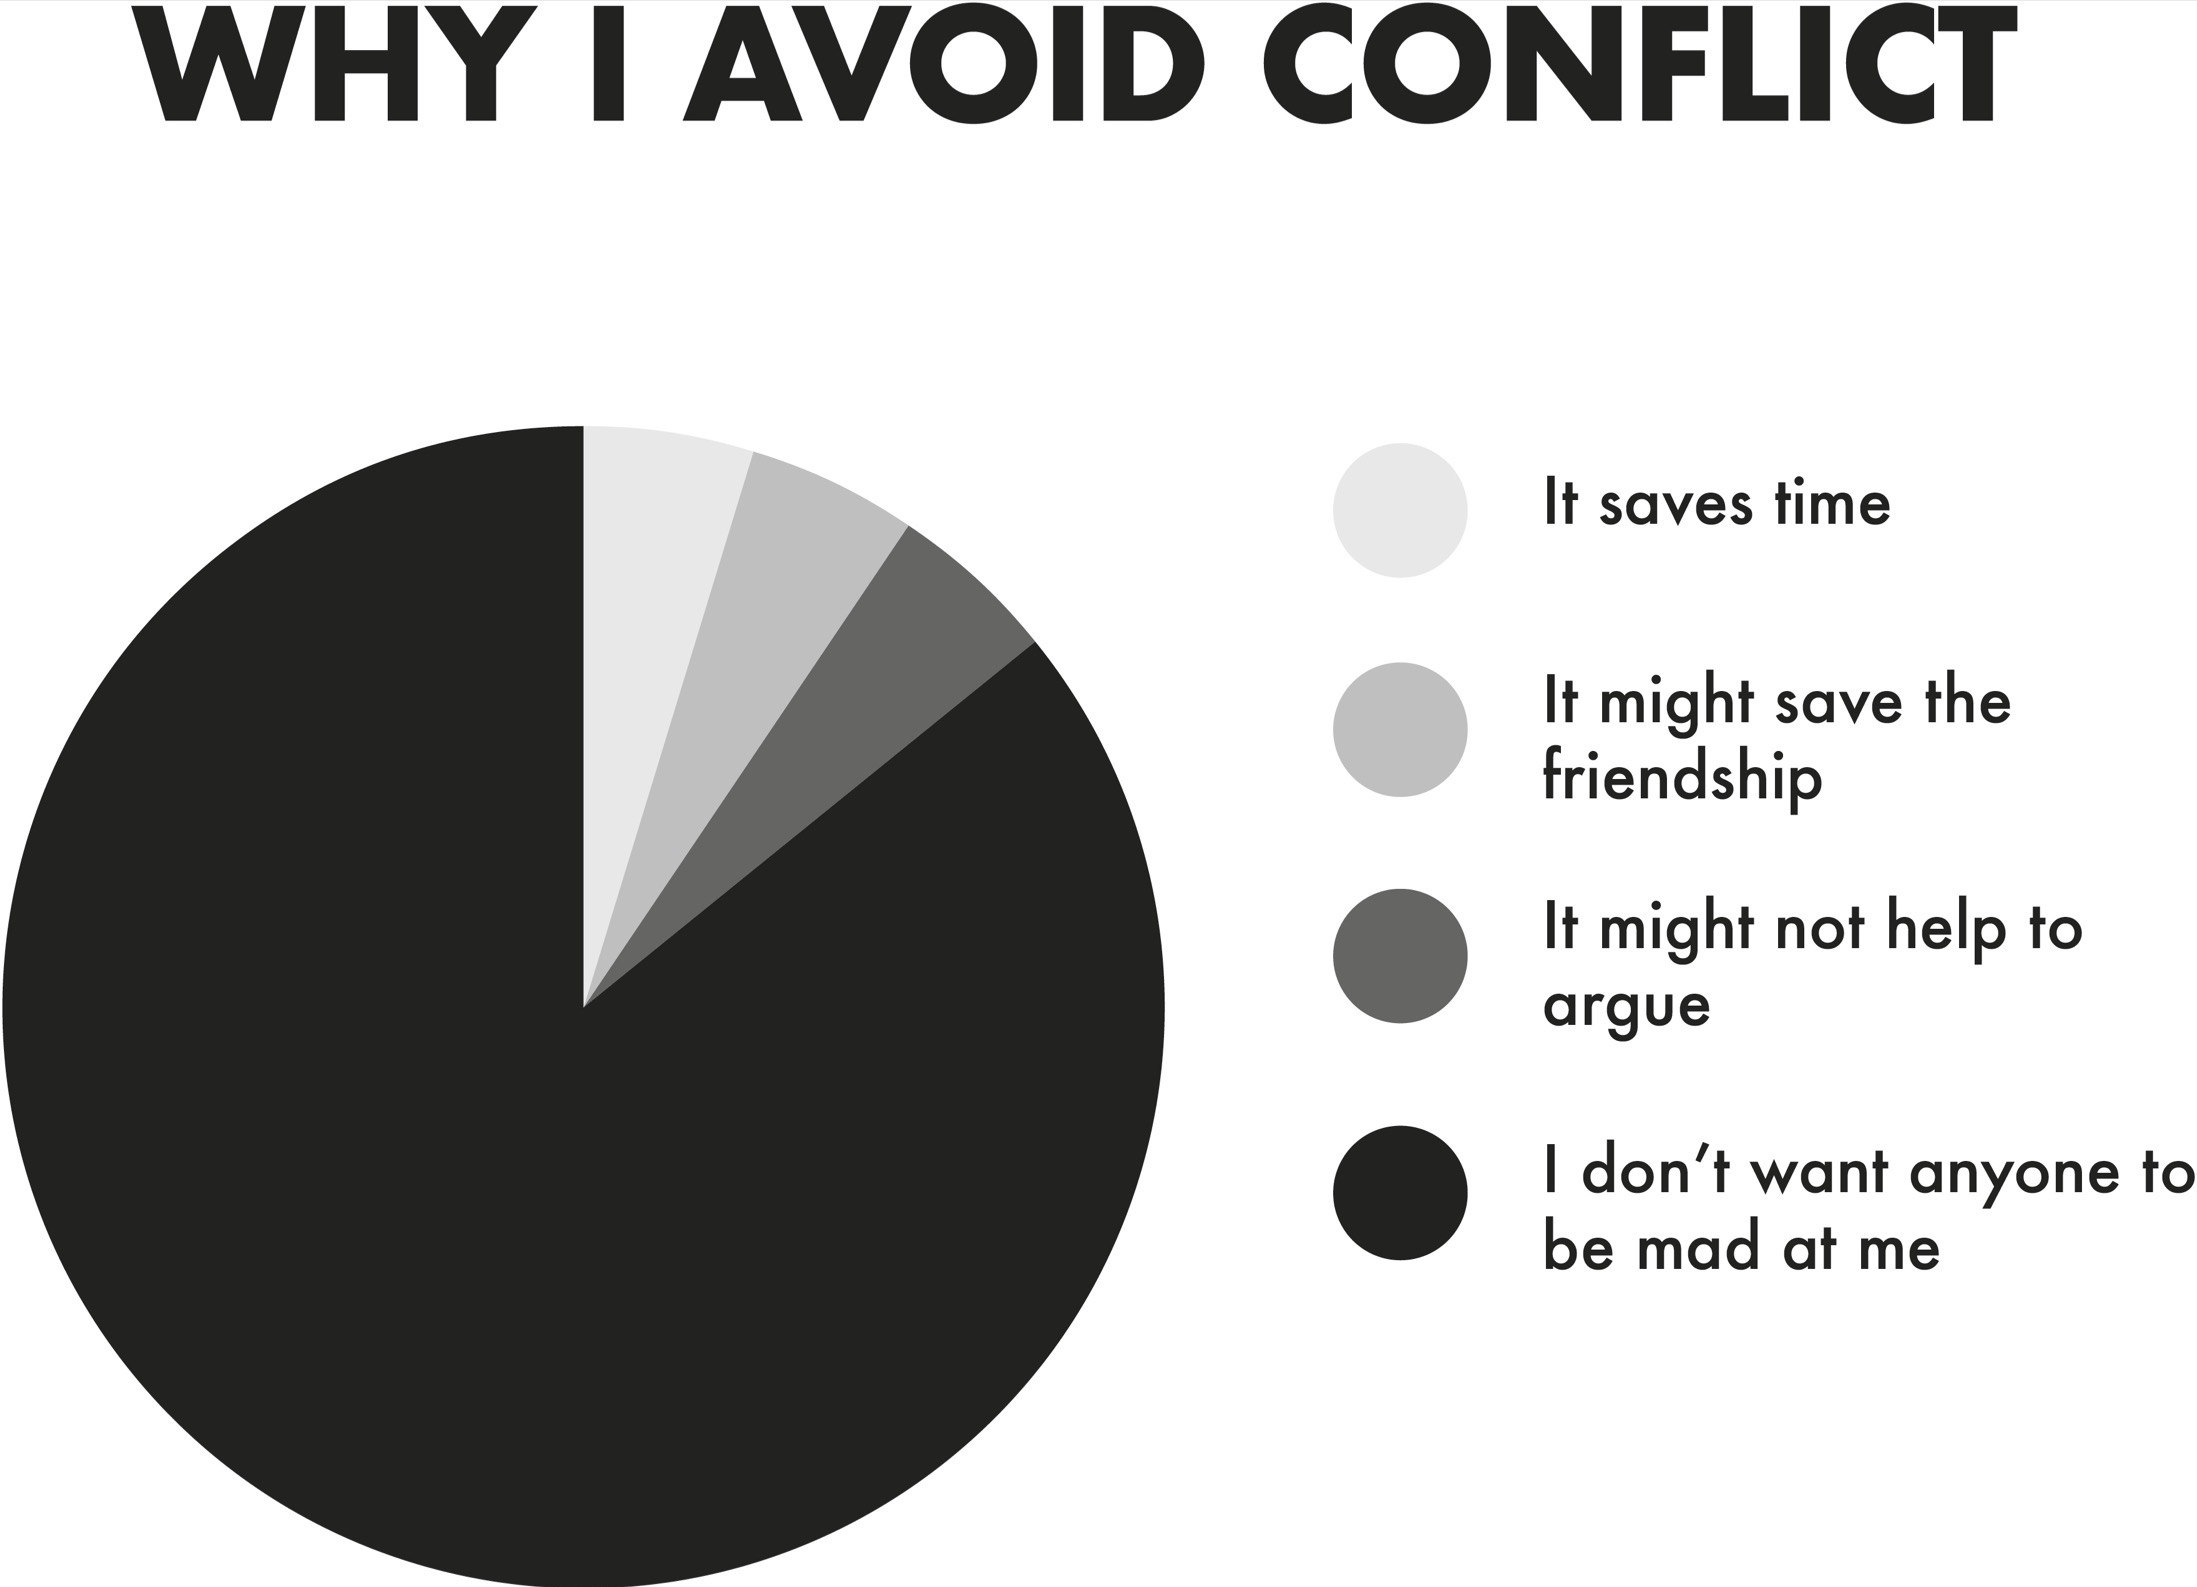 WHY I AVOID CONFLICT
It saves time
It might save the
friendship
It might not help to
argue
I don’t want anyone to
be mad at me